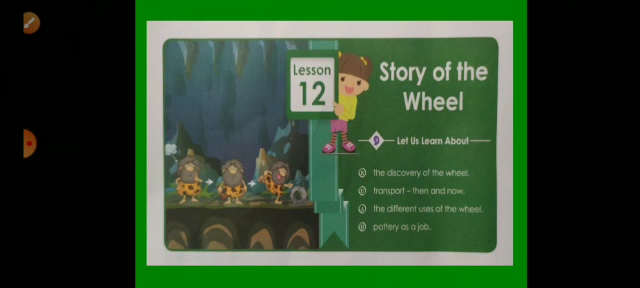 Lesson
12
Story of the
Wheel
Let Us Learn About
the discovery of the wheel.
transport – then and now.
the different uses of the wheel.
pottery as a job.